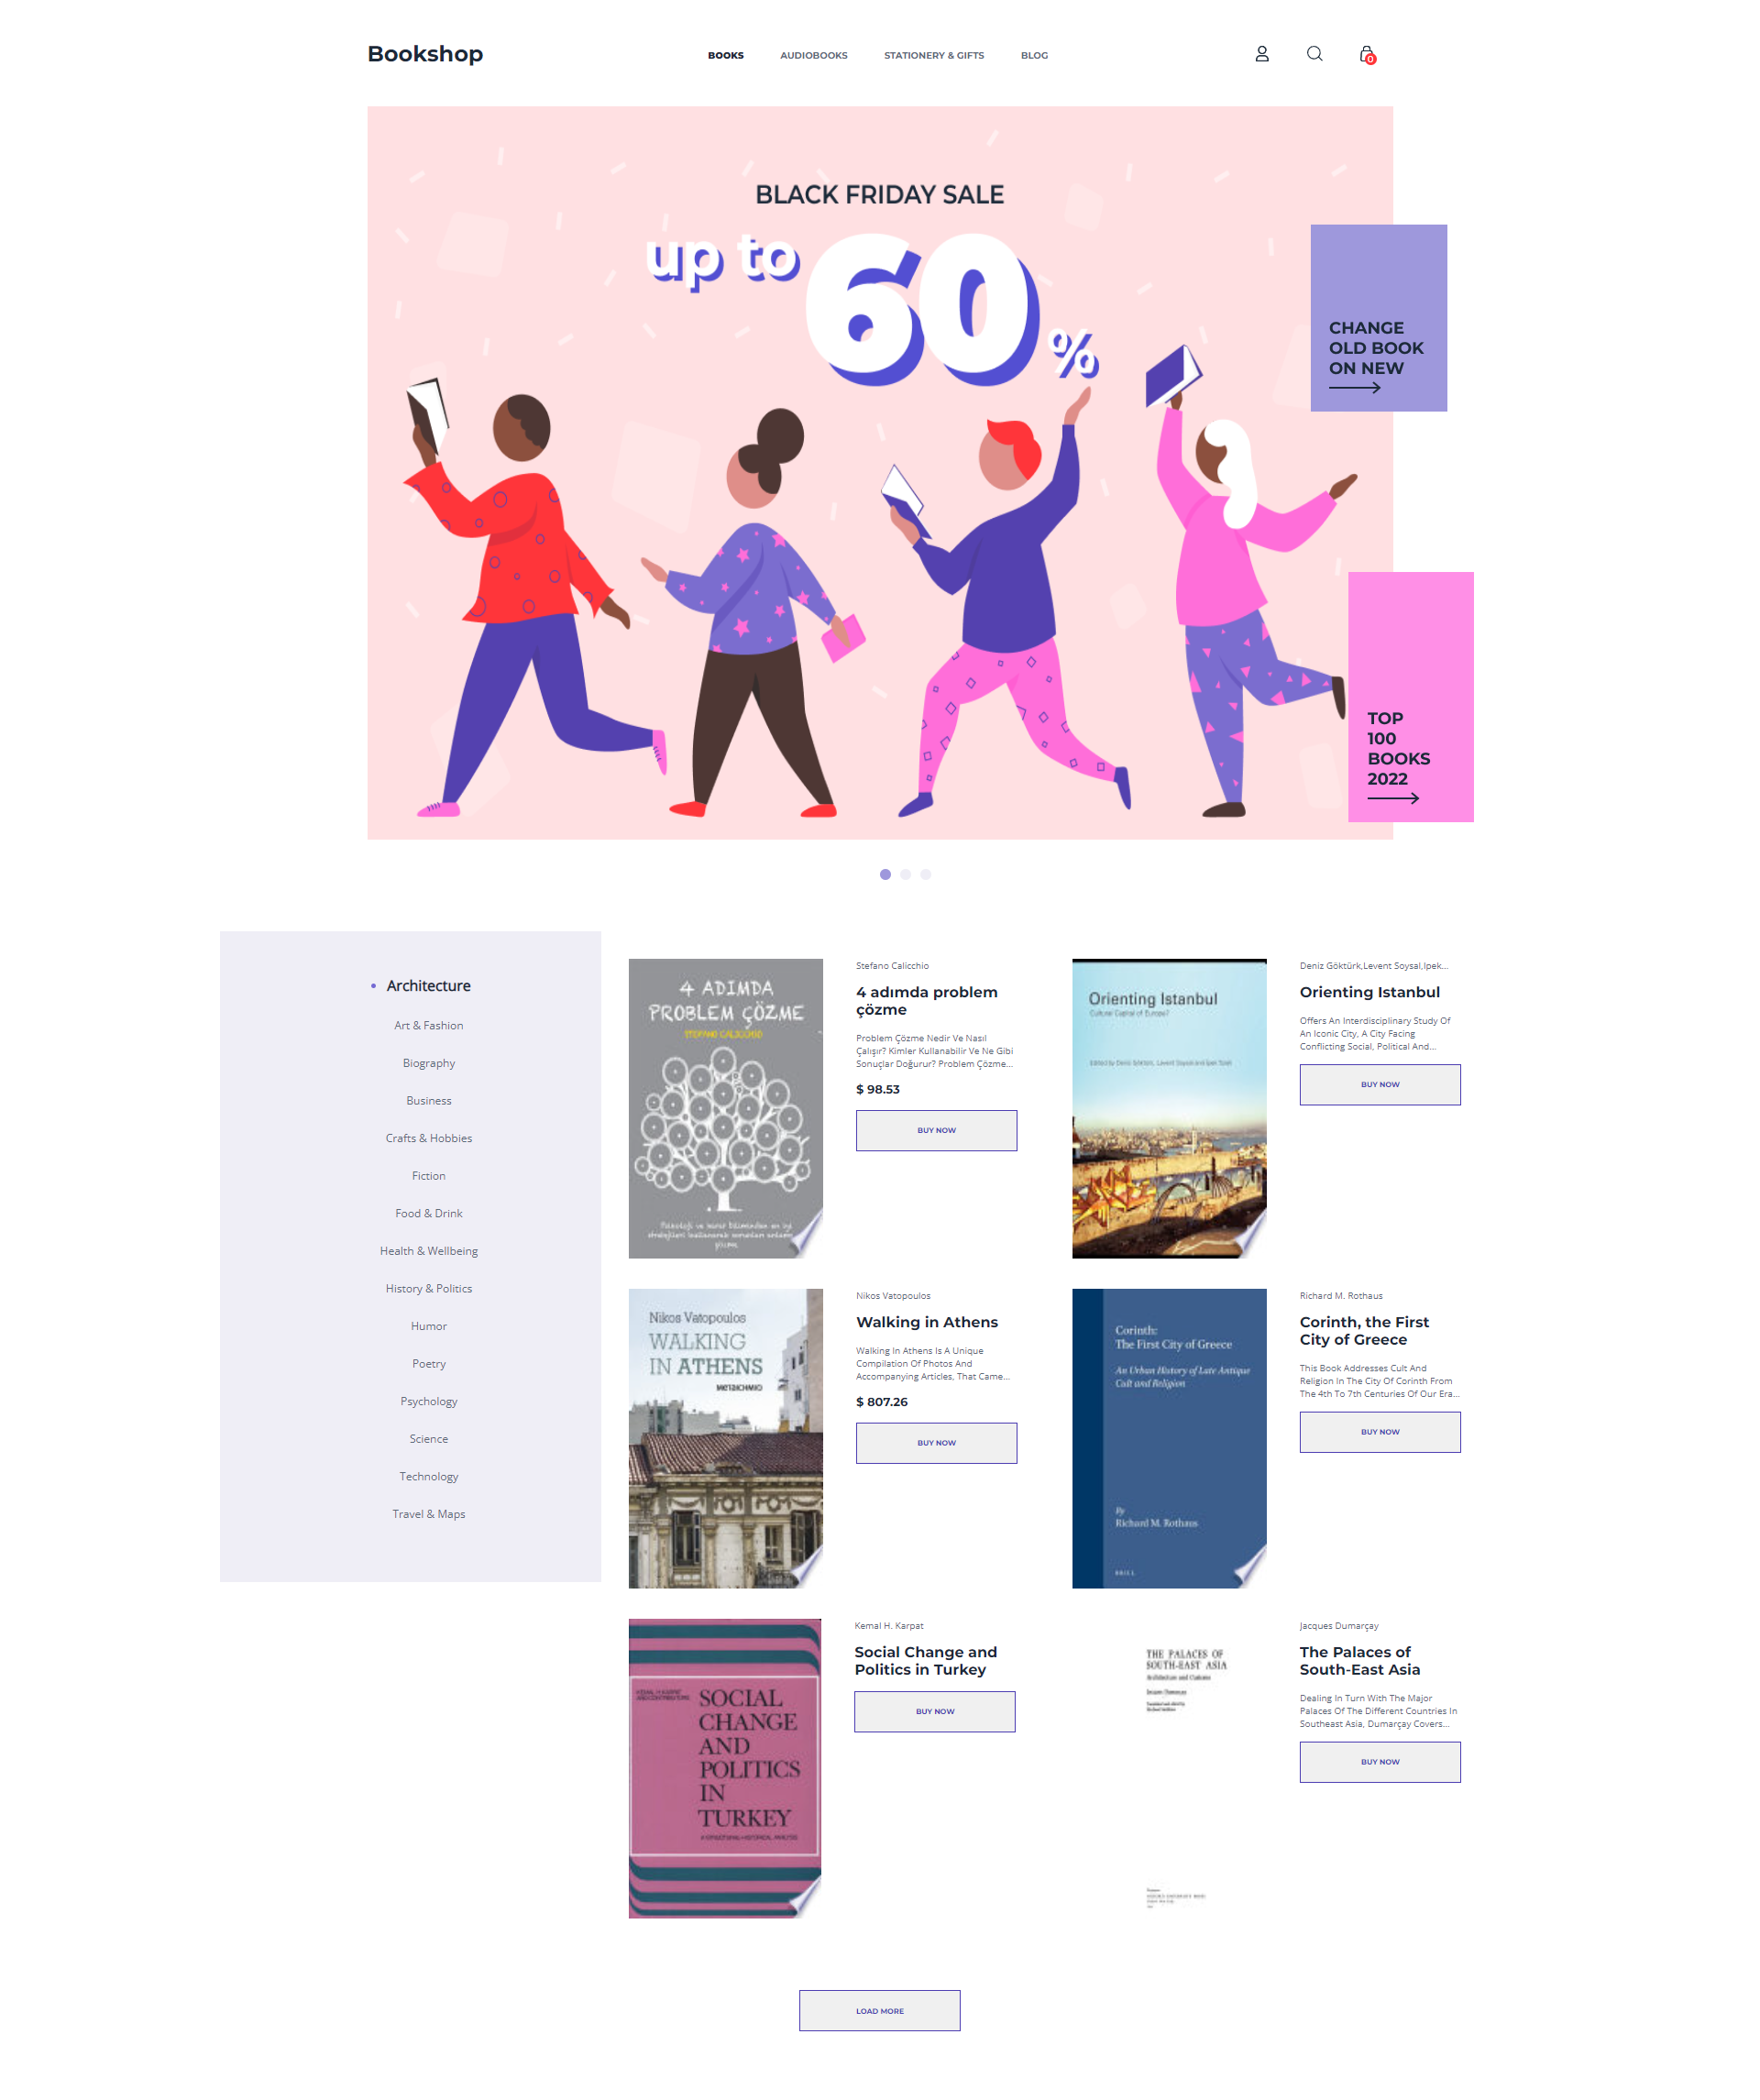 Bookshop
BOOKS
AUDIOBOOKS
STATIONERY & GIFTS
BLOG
0
BLACK FRIDAY SALE
up to 60%
CHANGE
OLD BOOK
ON NEW
TOP
100
BOOKS
2022
Architecture
Art & Fashion
Biography
Business
Crafts & Hobbies
Fiction
Food & Drink
Health & Wellbeing
History & Politics
Humor
Poetry
Psychology
Science
Technology
Travel & Maps
4 ADIMDA
PROBLEM ÇÖZME
STEFANO CALICCHIO
Stefano Calicchio
4 adımda problem
çözme
Problem Çözme Nedir Ve Nasıl
Çalışır? Kimler Kullanabilir Ve Ne Gibi
Sonuçlar Doğurur? Problem Çözme...
$ 98.53
BUY NOW
Orienting Istanbul
Cultural Capital of Europe?
Deniz Göktürk,Levent Soysal,Ipek...
Orienting Istanbul
Offers An Interdisciplinary Study Of
An Iconic City, A City Facing
Conflicting Social, Political And...
BUY NOW
Nikos Vatopoulos
WALKING
IN ATHENS
Nikos Vatopoulos
Walking in Athens
Walking In Athens Is A Unique
Compilation Of Photos And
Accompanying Articles, That Came...
$ 807.26
BUY NOW
Corinth:
The First City of Greece
An Urban History of Late Antique
Cult and Religion
By
Richard M. Rothaus
BRILL
Richard M. Rothaus
Corinth, the First
City of Greece
This Book Addresses Cult And
Religion In The City Of Corinth From
The 4th To 7th Centuries Of Our Era...
BUY NOW
SOCIAL
CHANGE
AND
POLITICS
IN
TURKEY
Kemal H. Karpat
Social Change and
Politics in Turkey
BUY NOW
THE PALACES OF
SOUTH-EAST ASIA
Architecture and Customs
Jacques Dumarçay
The Palaces of
South-East Asia
Dealing In Turn With The Major
Palaces Of The Different Countries In
Southeast Asia, Dumarçay Covers...
BUY NOW
LOAD MORE